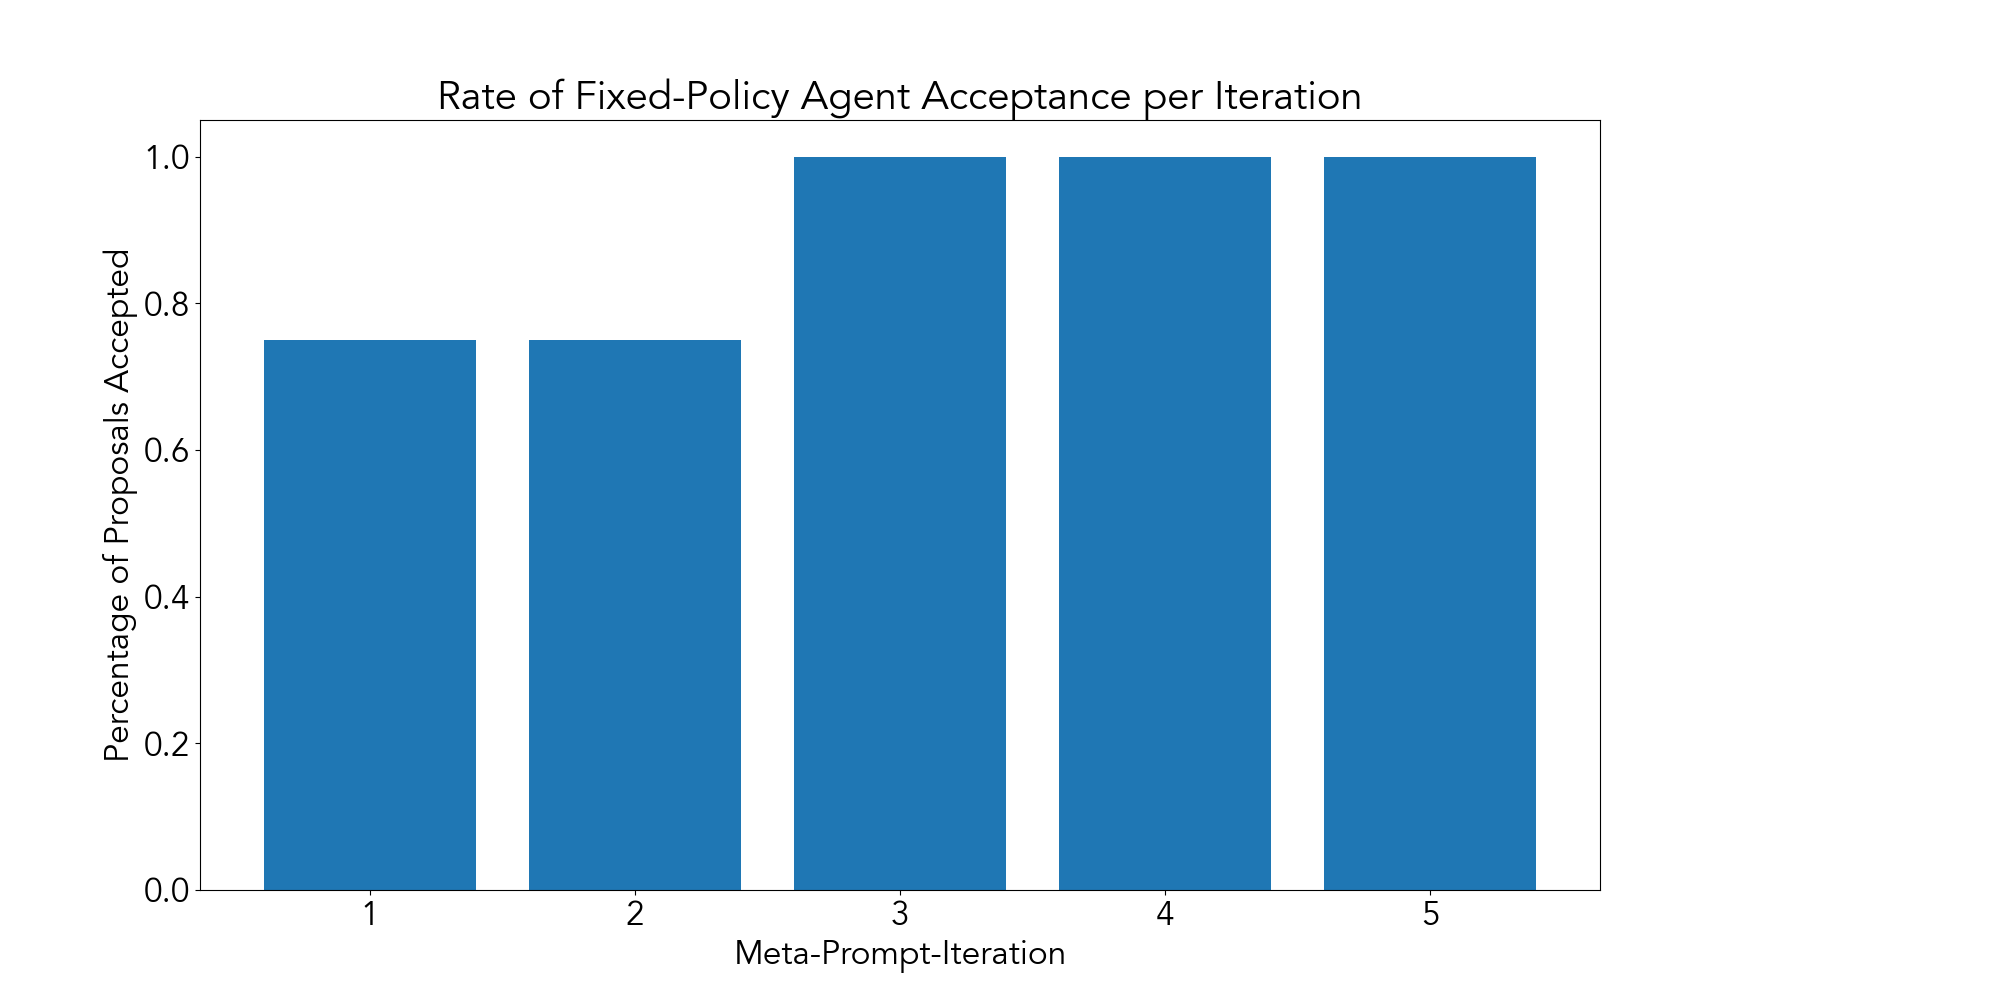 Rate of Fixed-Policy Agent Acceptance per Iteration
Percentage of Proposals Accepted
1.0
0.8
0.6
0.4
0.2
0.0
1 2 3 4 5
Meta-Prompt-Iteration